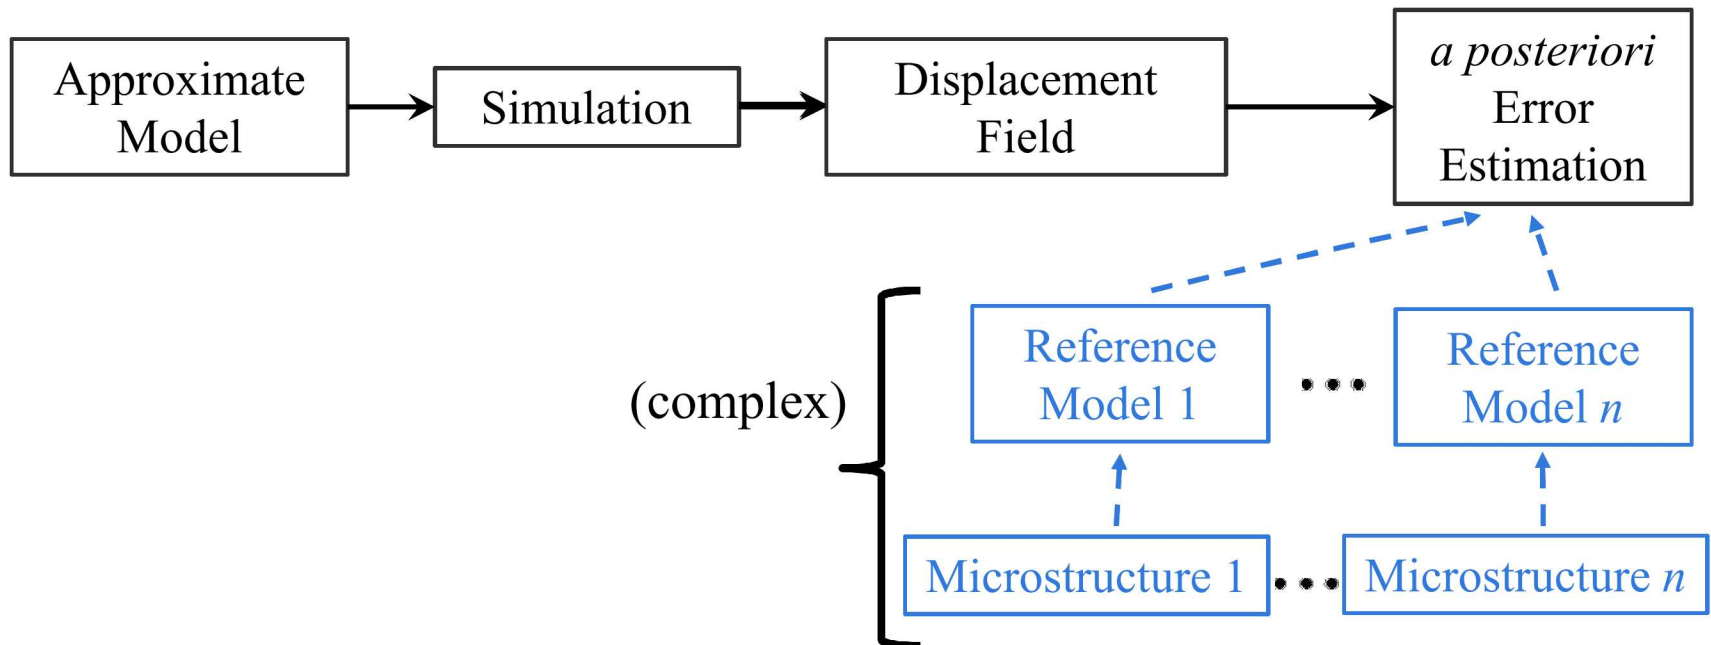 Approximate
Model
Simulation
Displacement
Field
a posteriori
Error
Estimation
(complex)
Reference
Model 1
Reference
Model n
Microstructure 1
Microstructure n